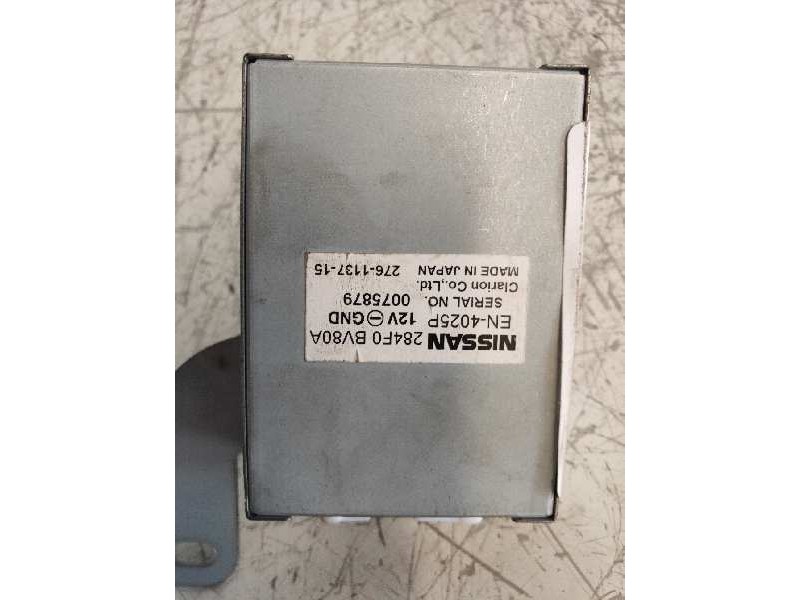 NISSAN
284F0 BV80A
EN-4025P 12V⊖GND
SERIAL NO. 0075879
Clarion Co.,Ltd.
MADE IN JAPAN 276-1137-15